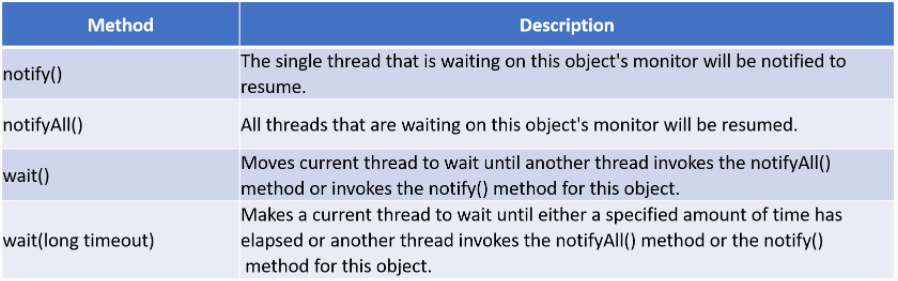 Method Description
notify() The single thread that is waiting on this object's monitor will be notified to
resume.
notifyAll() All threads that are waiting on this object's monitor will be resumed.
wait() Moves current thread to wait until another thread invokes the notifyAll()
method or invokes the notify() method for this object.
wait(long timeout) Makes a current thread to wait until either a specified amount of time has
elapsed or another thread invokes the notifyAll() method or the notify()
method for this object.